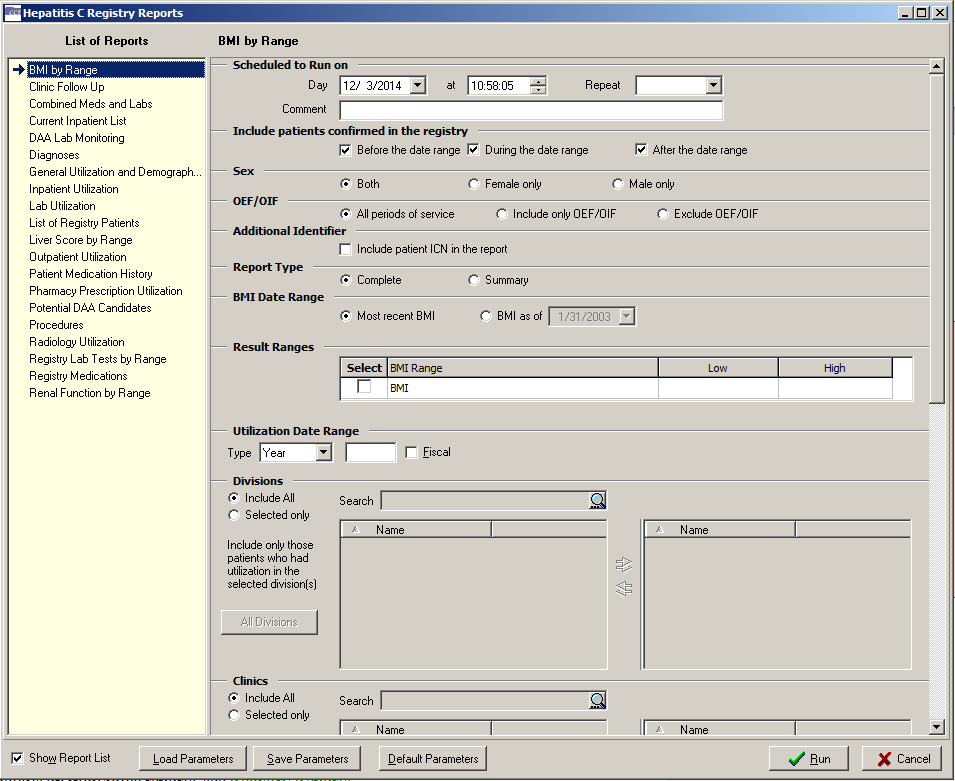 Hepatitis C Registry Reports
List of Reports
BMI by Range
BMI by Range
Clinic Follow Up
Combined Meds and Labs
Current Inpatient List
DAA Lab Monitoring
Diagnoses
General Utilization and Demograph...
Inpatient Utilization
Lab Utilization
List of Registry Patients
Liver Score by Range
Outpatient Utilization
Patient Medication History
Pharmacy Prescription Utilization
Potential DAA Candidates
Procedures
Radiology Utilization
Registry Lab Tests by Range
Registry Medications
Renal Function by Range
Scheduled to Run on
Day 12/ 3/2014 at 10:58:05 Repeat
Comment
Include patients confirmed in the registry
Before the date range During the date range After the date range
Sex
Both Female only Male only
OEF/OIF
All periods of service Include only OEF/OIF Exclude OEF/OIF
Additional Identifier
Include patient ICN in the report
Report Type
Complete Summary
BMI Date Range
Most recent BMI BMI as of 1/31/2003
Result Ranges
Select BMI Range Low High
BMI
Utilization Date Range
Type Year Fiscal
Divisions
Include All Search
Selected only
Name Name
Include only those
patients who had
utilization in the
selected division(s)
All Divisions
Clinics
Include All Search
Selected only
Name Name
Show Report List Load Parameters Save Parameters Default Parameters Run Cancel